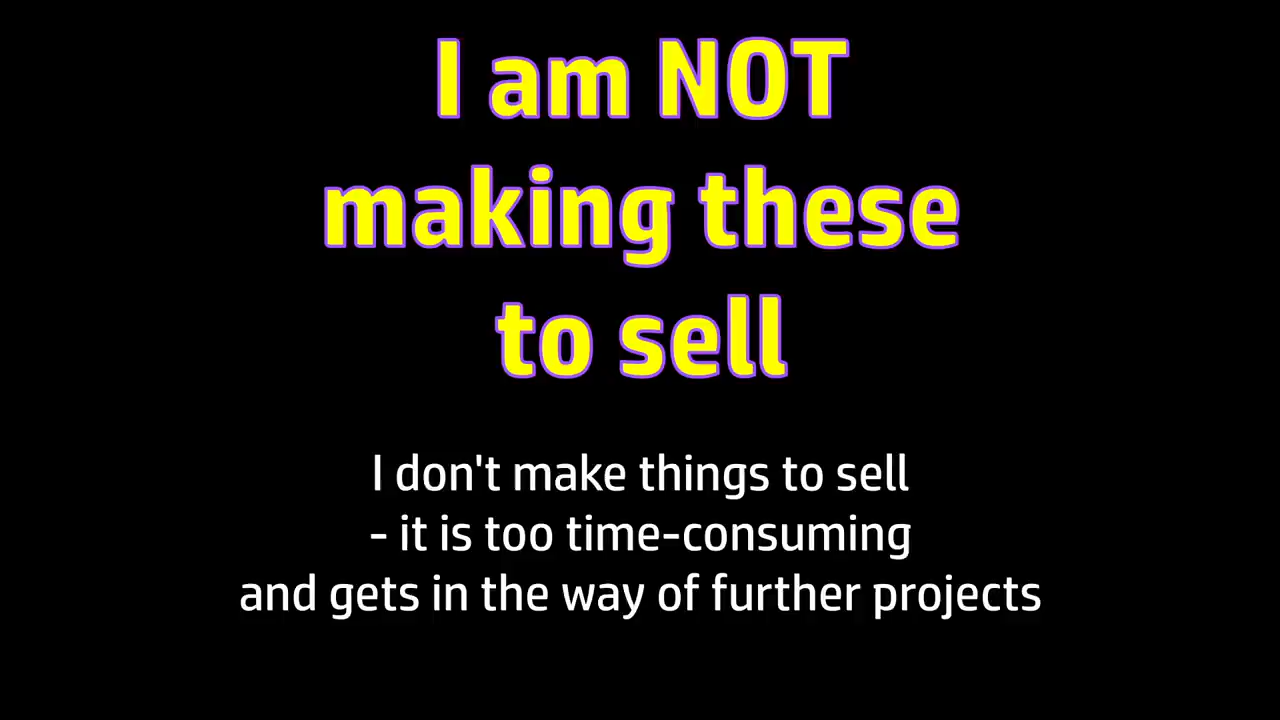 I am NOT
making these
to sell
I don't make things to sell
- it is too time-consuming
and gets in the way of further projects